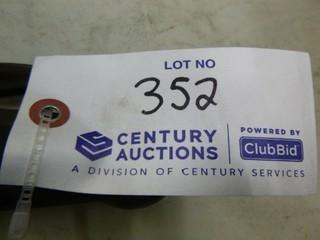 LOT NO
352
CENTURY AUCTIONS
POWERED BY
ClubBid
A DIVISION OF CENTURY SERVICES